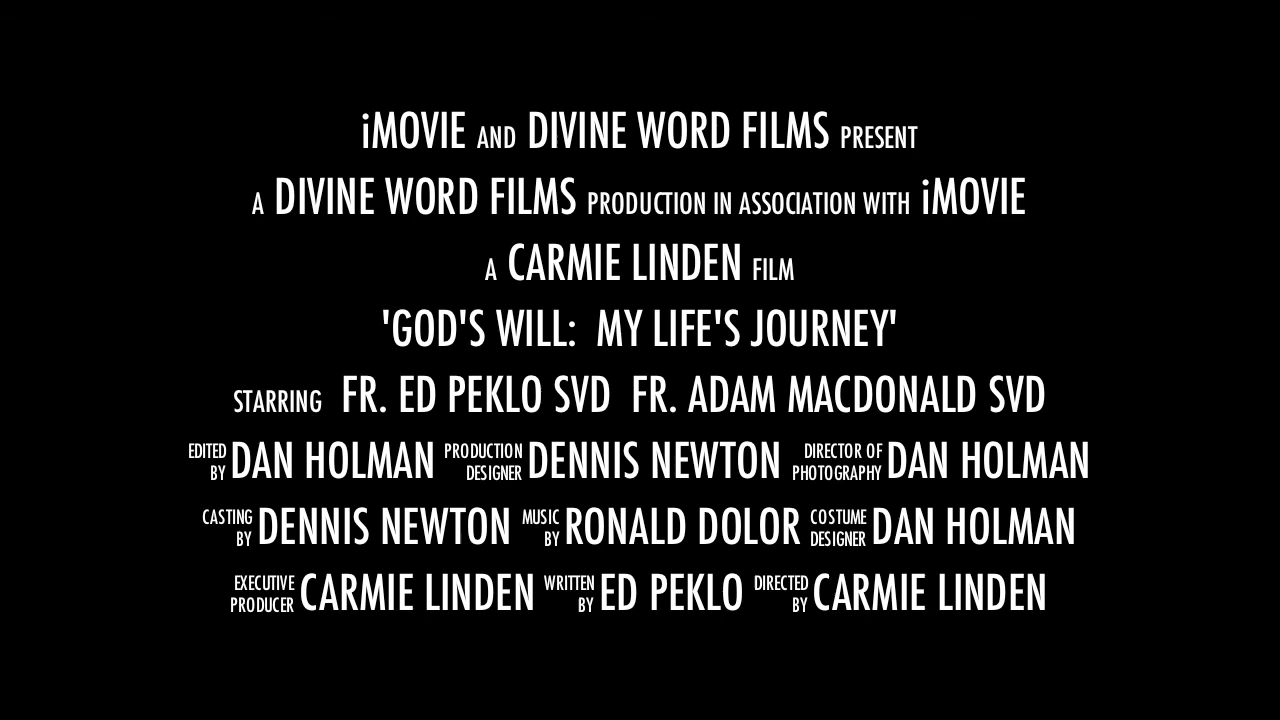 iMOVIE AND DIVINE WORD FILMS PRESENT
A DIVINE WORD FILMS PRODUCTION IN ASSOCIATION WITH iMOVIE
A CARMIE LINDEN FILM
'GOD'S WILL:  MY LIFE'S JOURNEY'
STARRING  FR. ED PEKLO SVD  FR. ADAM MACDONALD SVD
EDITED BY DAN HOLMAN PRODUCTION DESIGNER DENNIS NEWTON DIRECTOR OF PHOTOGRAPHY DAN HOLMAN
CASTING BY DENNIS NEWTON MUSIC BY RONALD DOLOR COSTUME DESIGNER DAN HOLMAN
EXECUTIVE PRODUCER CARMIE LINDEN WRITTEN BY ED PEKLO DIRECTED BY CARMIE LINDEN